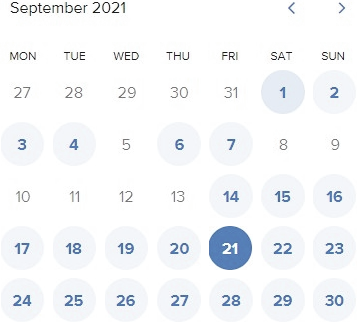 September 2021
MON TUE WED THU FRI SAT SUN
27 28 29 30 31 1 2
3 4 5 6 7 8 9
10 11 12 13 14 15 16
17 18 19 20 21 22 23
24 25 26 27 28 29 30